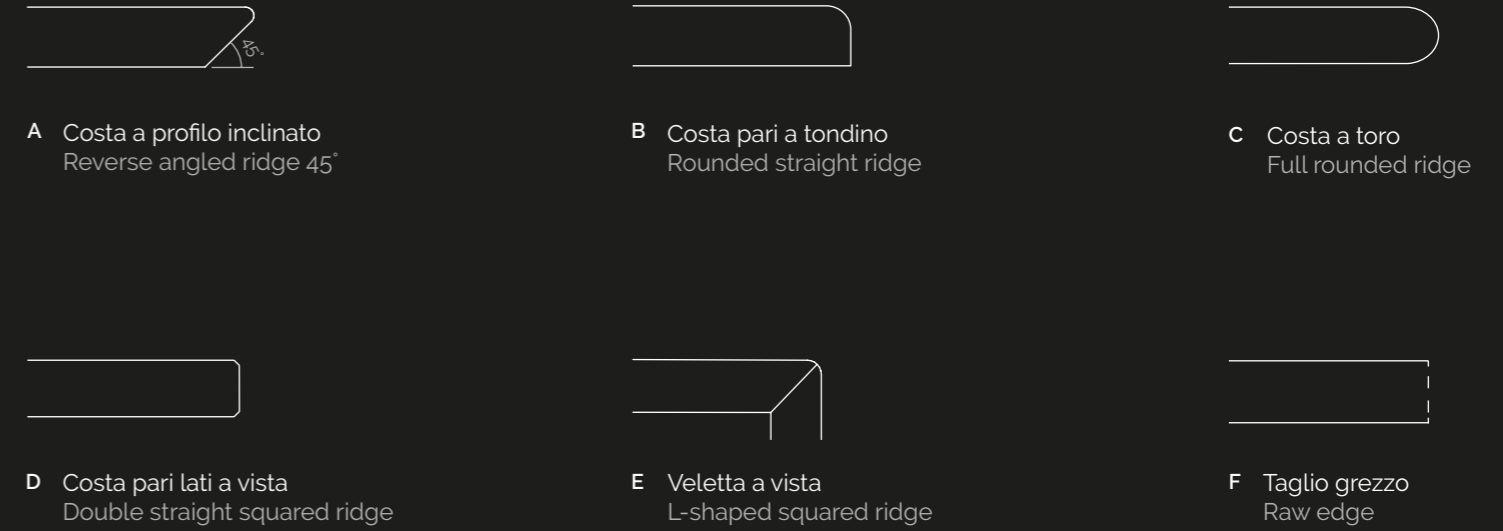 45°
A Costa a profilo inclinato
Reverse angled ridge 45°
B Costa pari a tondino
Rounded straight ridge
C Costa a toro
Full rounded ridge
D Costa pari lati a vista
Double straight squared ridge
E Veletta a vista
L-shaped squared ridge
F Taglio grezzo
Raw edge